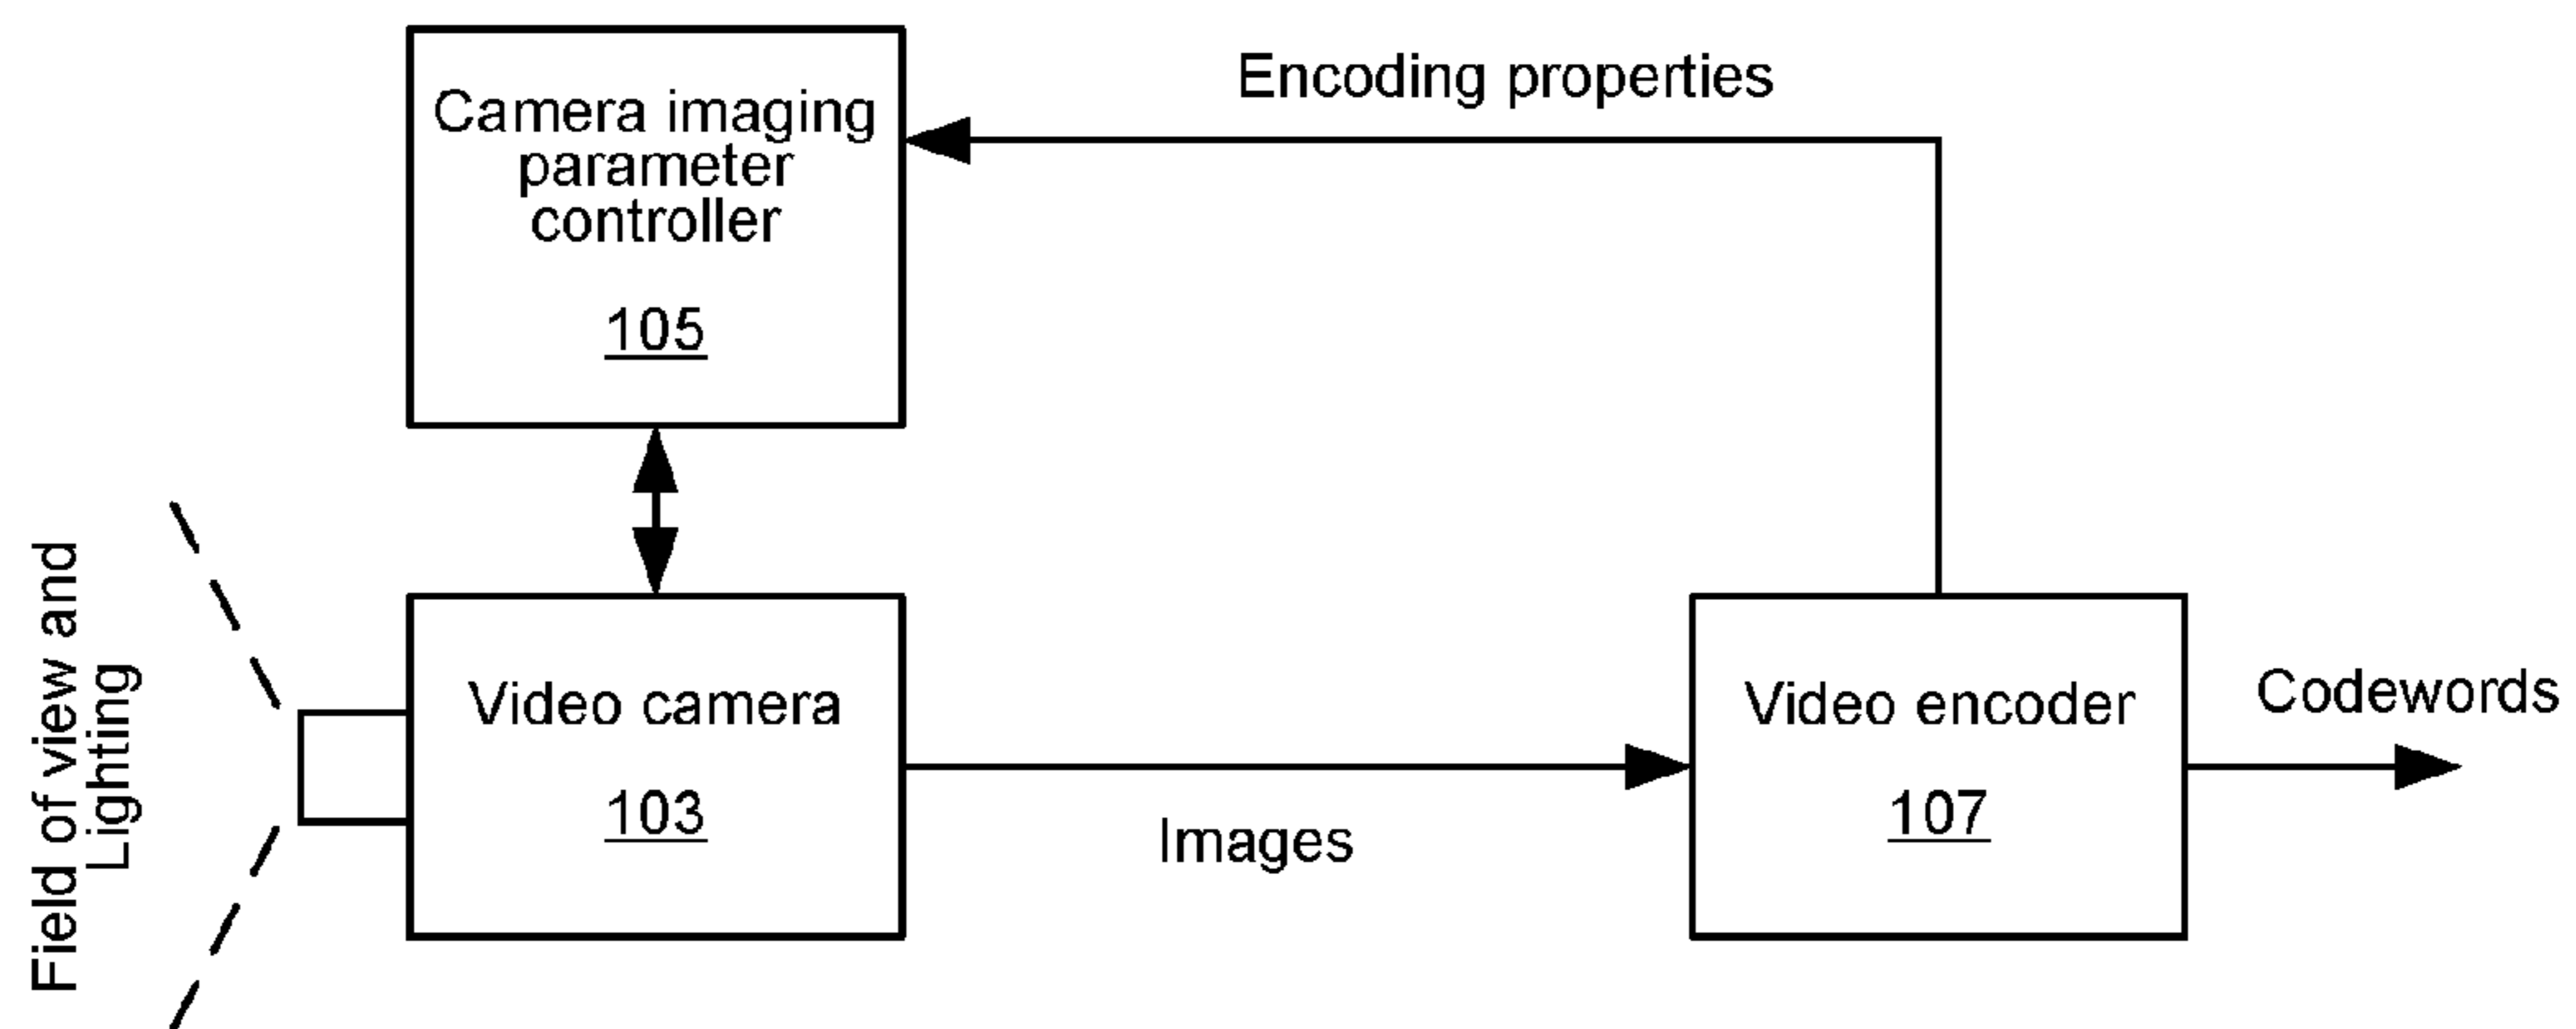 Camera imaging
parameter
controller
105
Encoding properties
Field of view and
Lighting
Video camera
103
Images
Video encoder
107
Codewords